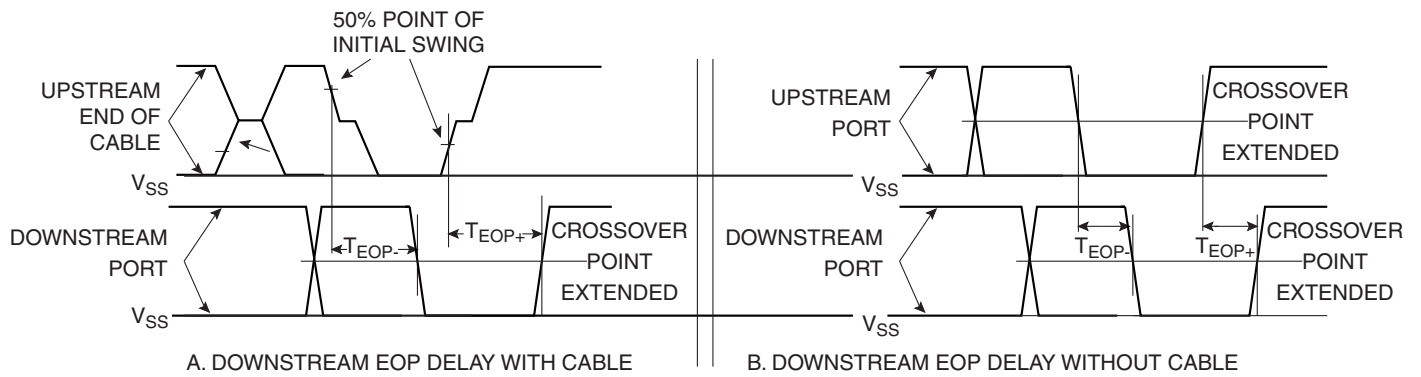 50% POINT OF
INITIAL SWING
UPSTREAM
END OF
CABLE
VSS
DOWNSTREAM
PORT
TEOP-
TEOP+
CROSSOVER
POINT
EXTENDED
VSS
A. DOWNSTREAM EOP DELAY WITH CABLE
UPSTREAM
PORT
CROSSOVER
POINT
EXTENDED
VSS
DOWNSTREAM
PORT
TEOP-
TEOP+
CROSSOVER
POINT
EXTENDED
VSS
B. DOWNSTREAM EOP DELAY WITHOUT CABLE